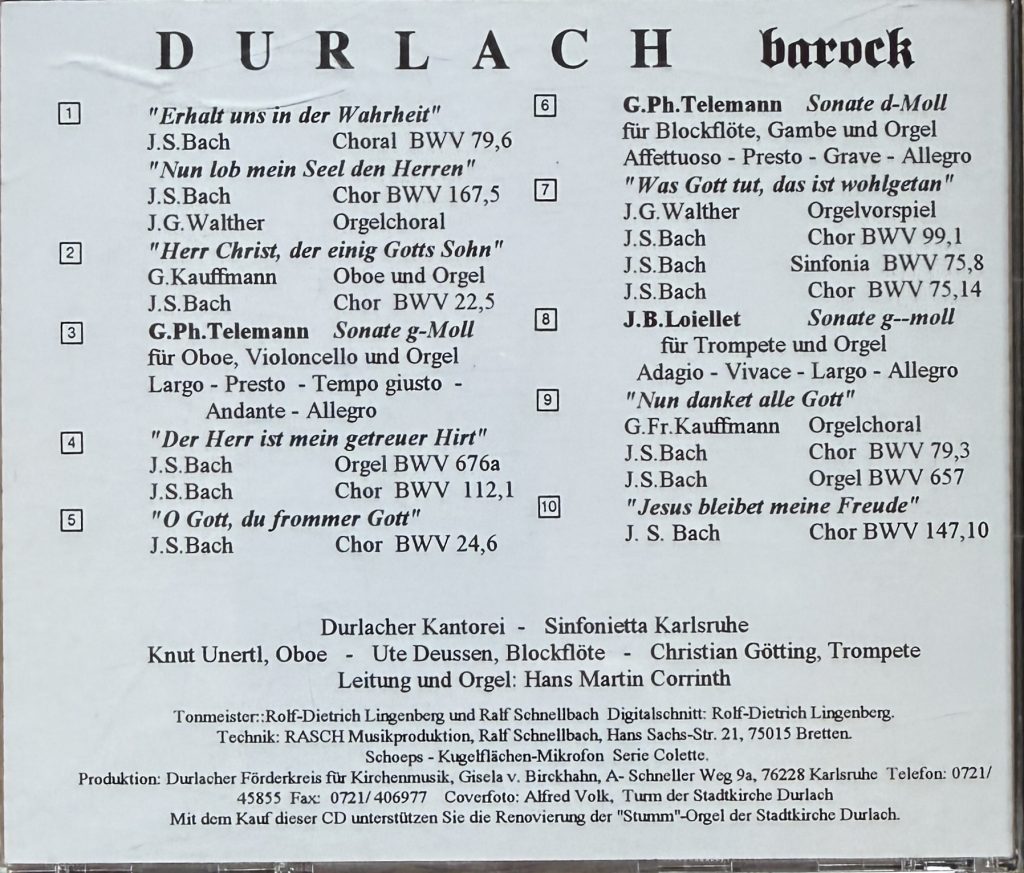 DURLACH barock
1 "Erhalt uns in der Wahrheit"
J.S.Bach Choral BWV 79,6
"Nun lob mein Seel den Herren"
J.S.Bach Chor BWV 167,5
J.G.Walther Orgelchoral
2 "Herr Christ, der einig Gotts Sohn"
G.Kauffmann Oboe und Orgel
J.S.Bach Chor BWV 22,5
3 G.Ph.Telemann Sonate g-Moll
für Oboe, Violoncello und Orgel
Largo - Presto - Tempo giusto -
Andante - Allegro
4 "Der Herr ist mein getreuer Hirt"
J.S.Bach Orgel BWV 676a
J.S.Bach Chor BWV 112,1
5 "O Gott, du frommer Gott"
J.S.Bach Chor BWV 24,6
6 G.Ph.Telemann Sonate d-Moll
für Blockflöte, Gambe und Orgel
Affettuoso - Presto - Grave - Allegro
7 "Was Gott tut, das ist wohlgetan"
J.G.Walther Orgelvorspiel
J.S.Bach Chor BWV 99,1
J.S.Bach Sinfonia BWV 75,8
J.S.Bach Chor BWV 75,14
8 J.B.Loiellet Sonate g--moll
für Trompete und Orgel
Adagio - Vivace - Largo - Allegro
9 "Nun danket alle Gott"
G.Fr.Kauffmann Orgelchoral
J.S.Bach Chor BWV 79,3
J.S.Bach Orgel BWV 657
10 "Jesus bleibet meine Freude"
J. S. Bach Chor BWV 147,10
Durlacher Kantorei - Sinfonietta Karlsruhe
Knut Unertl, Oboe - Ute Deussen, Blockflöte - Christian Götting, Trompete
Leitung und Orgel: Hans Martin Corrinth
Tonmeister::Rolf-Dietrich Lingenberg und Ralf Schnellbach Digitalschnitt: Rolf-Dietrich Lingenberg.
Technik: RASCH Musikproduktion, Ralf Schnellbach, Hans Sachs-Str. 21, 75015 Bretten.
Schoeps - Kugelflächen-Mikrofon Serie Colette.
Produktion: Durlacher Förderkreis für Kirchenmusik, Gisela v. Birckhahn, A- Schneller Weg 9a, 76228 Karlsruhe Telefon: 0721/
45855 Fax: 0721/406977 Coverfoto: Alfred Volk, Turm der Stadtkirche Durlach
Mit dem Kauf dieser CD unterstützen Sie die Renovierung der "Stumm"-Orgel der Stadtkirche Durlach.